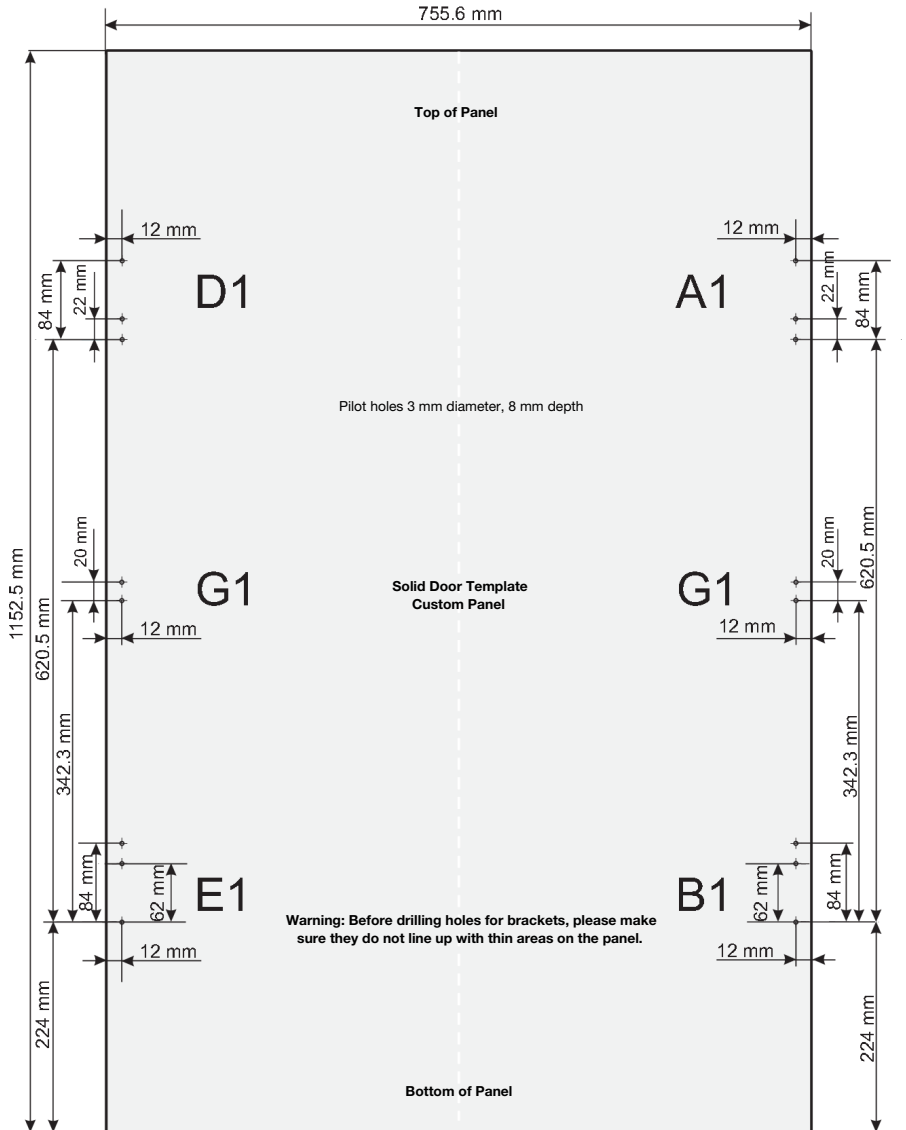 755.6 mm
Top of Panel
12 mm
12 mm
D1
A1
84 mm
22 mm
22 mm
84 mm
Pilot holes 3 mm diameter, 8 mm depth
1152.5 mm
620.5 mm
20 mm
G1
Solid Door Template
Custom Panel
G1
20 mm
620.5 mm
12 mm
12 mm
342.3 mm
342.3 mm
84 mm
62 mm
E1
B1
62 mm
84 mm
Warning: Before drilling holes for brackets, please make
sure they do not line up with thin areas on the panel.
12 mm
12 mm
224 mm
224 mm
Bottom of Panel